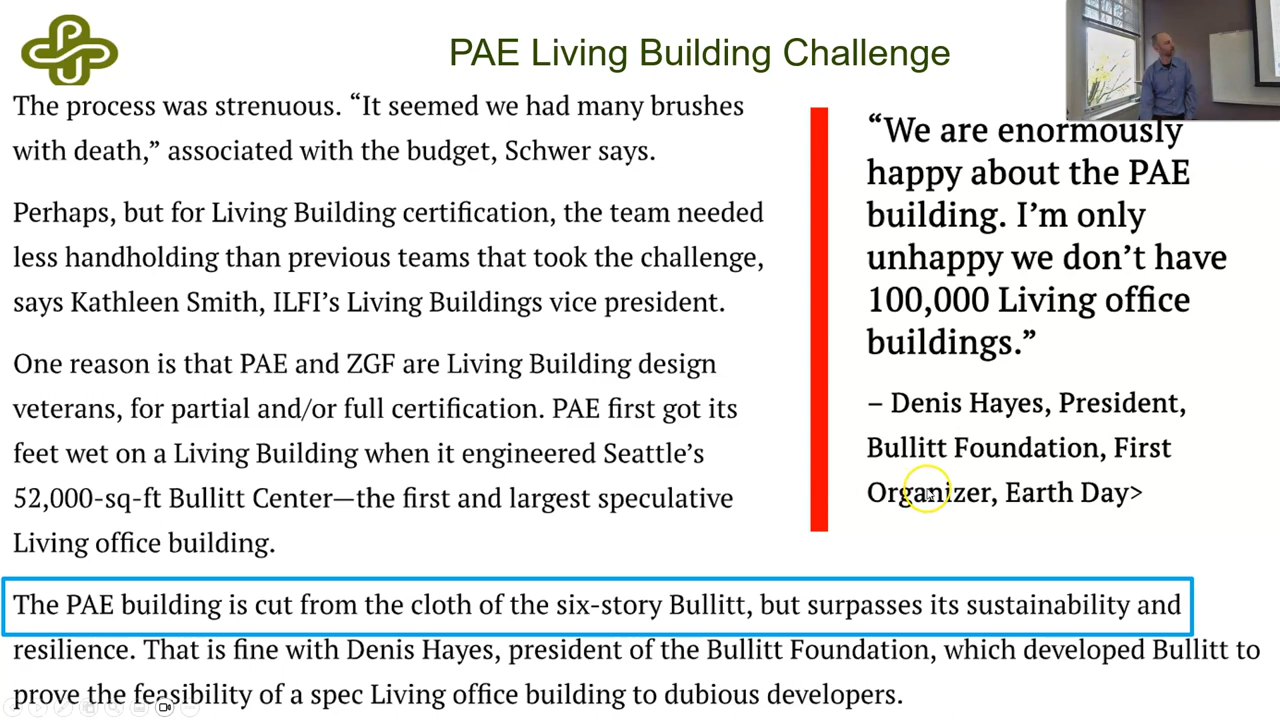 PSU
PAE Living Building Challenge
The process was strenuous. “It seemed we had many brushes
with death,” associated with the budget, Schwer says.
Perhaps, but for Living Building certification, the team needed
less handholding than previous teams that took the challenge,
says Kathleen Smith, ILFI’s Living Buildings vice president.
One reason is that PAE and ZGF are Living Building design
veterans, for partial and/or full certification. PAE first got its
feet wet on a Living Building when it engineered Seattle’s
52,000-sq-ft Bullitt Center—the first and largest speculative
Living office building.
The PAE building is cut from the cloth of the six-story Bullitt, but surpasses its sustainability and
resilience. That is fine with Denis Hayes, president of the Bullitt Foundation, which developed Bullitt to
prove the feasibility of a spec Living office building to dubious developers.
“We are enormously
happy about the PAE
building. I’m only
unhappy we don’t have
100,000 Living office
buildings.”
– Denis Hayes, President,
Bullitt Foundation, First
Organizer, Earth Day>